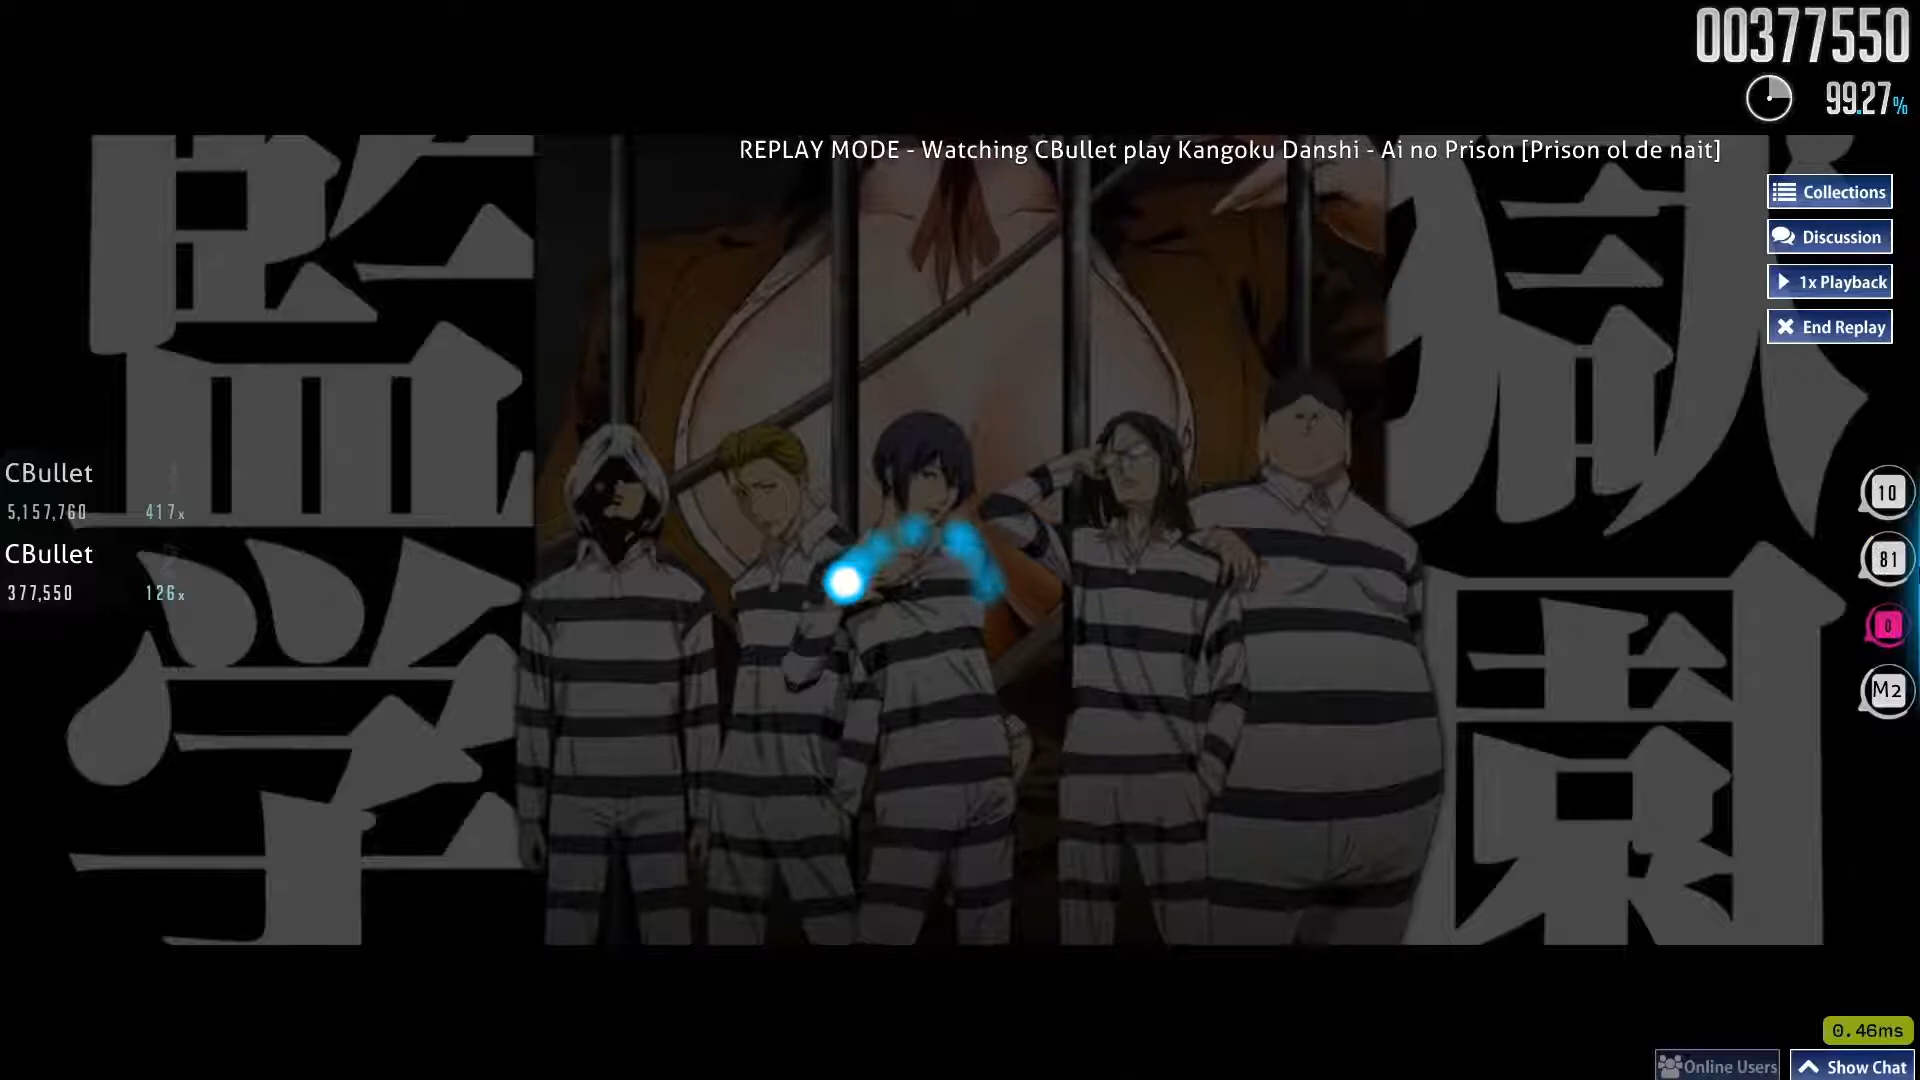 00377550
99.27%
REPLAY MODE - Watching CBullet play Kangoku Danshi - Ai no Prison [Prison ol de nait]
Collections
Discussion
1x Playback
End Replay
監獄
学園
CBullet
5,157,760 417x
CBullet
377,550 126x
10
81
0
M2
0.46ms
Online Users
Show Chat